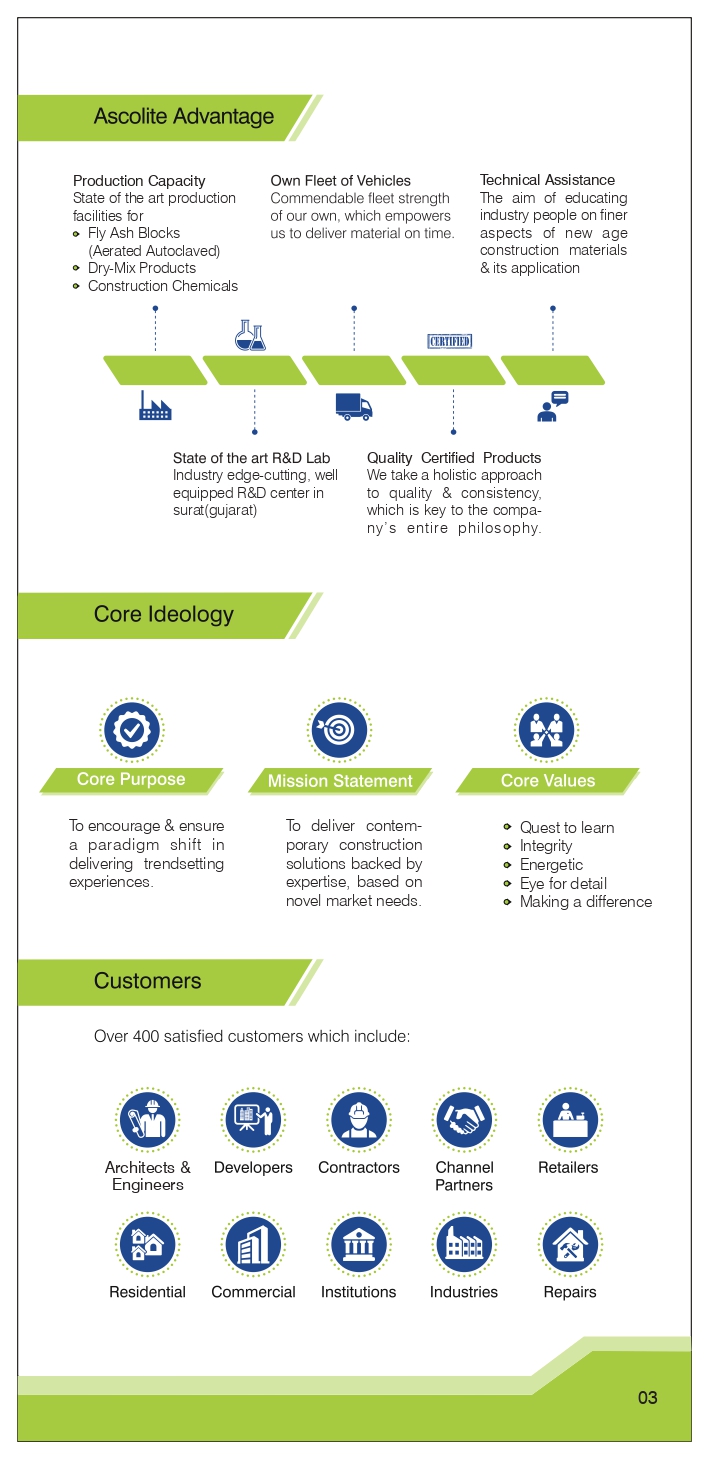 Ascolite Advantage
Production Capacity
State of the art production
facilities for
Fly Ash Blocks
(Aerated Autoclaved)
Dry-Mix Products
Construction Chemicals
Own Fleet of Vehicles
Commendable fleet strength
of our own, which empowers
us to deliver material on time.
Technical Assistance
The aim of educating
industry people on finer
aspects of new age
construction materials
& its application
CERTIFIED
State of the art R&D Lab
Industry edge-cutting, well
equipped R&D center in
surat(gujarat)
Quality Certified Products
We take a holistic approach
to quality & consistency,
which is key to the compa-
ny's entire philosophy.
Core Ideology
Core Purpose
To encourage & ensure
a paradigm shift in
delivering trendsetting
experiences.
Mission Statement
To deliver contem-
porary construction
solutions backed by
expertise, based on
novel market needs.
Core Values
Quest to learn
Integrity
Energetic
Eye for detail
Making a difference
Customers
Over 400 satisfied customers which include:
Architects &
Engineers
Developers
Contractors
Channel
Partners
Retailers
Residential
Commercial
Institutions
Industries
Repairs
03